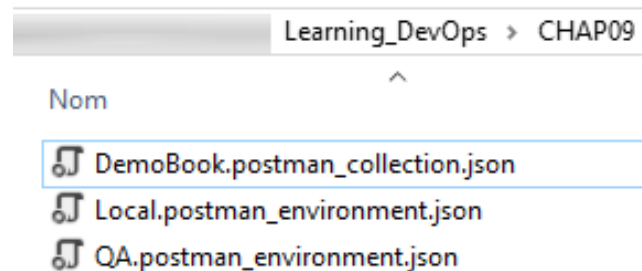 Learning_DevOps > CHAP09
Nom
DemoBook.postman_collection.json
Local.postman_environment.json
QA.postman_environment.json